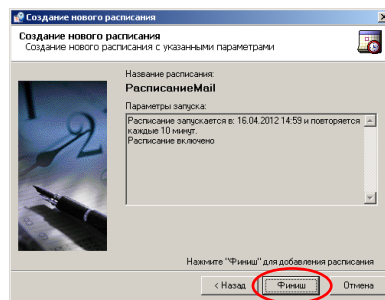 Создание нового расписания
Создание нового расписания
Создание нового расписания с указанными параметрами
Название расписания:
РасписаниеMail
Параметры запуска:
Расписание запускается в: 16.04.2012 14:59 и повторяется
каждые 10 минут.
Расписание включено
Нажмите "Финиш" для добавления расписания
< Назад
Финиш
Отмена